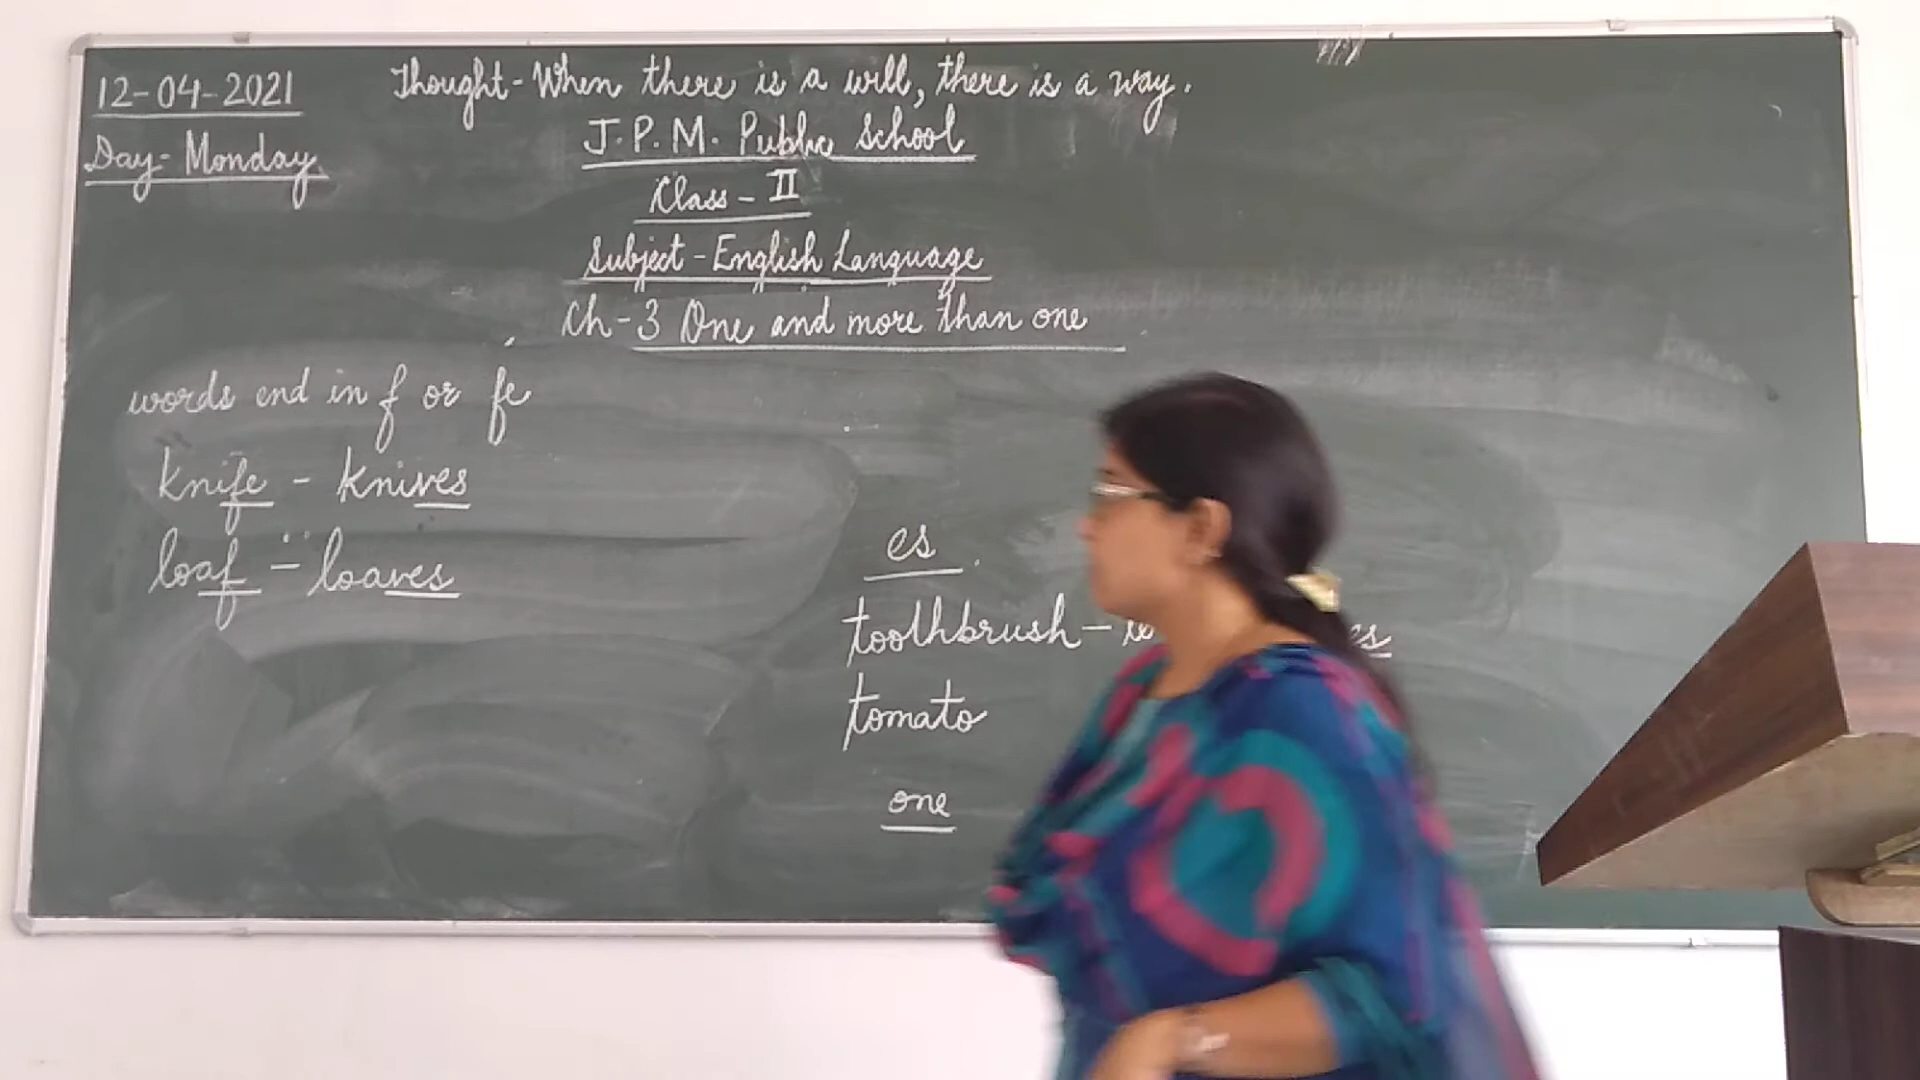 12-04-2021
Day- Monday.
Thought - When there is a will, there is a way.
J.P.M. Public School
Class - II
Subject - English Language
Ch-3 One and more than one
words end in f or fe
knife - knives
loaf - loaves
es
toothbrush - to es
tomato
one